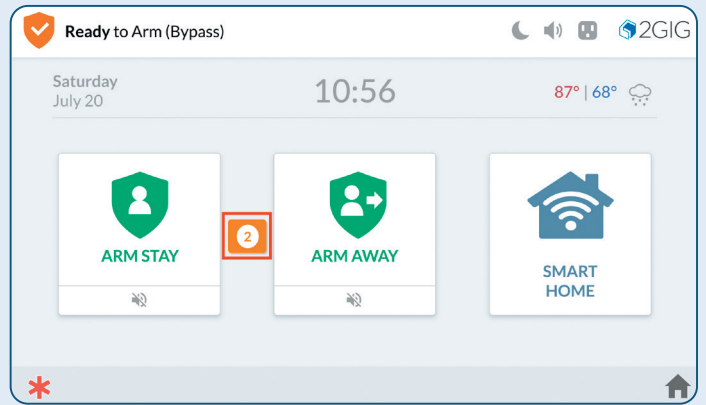 Ready to Arm (Bypass)
2GIG
Saturday
July 20
10:56
87° | 68°
ARM STAY
2
ARM AWAY
SMART
HOME